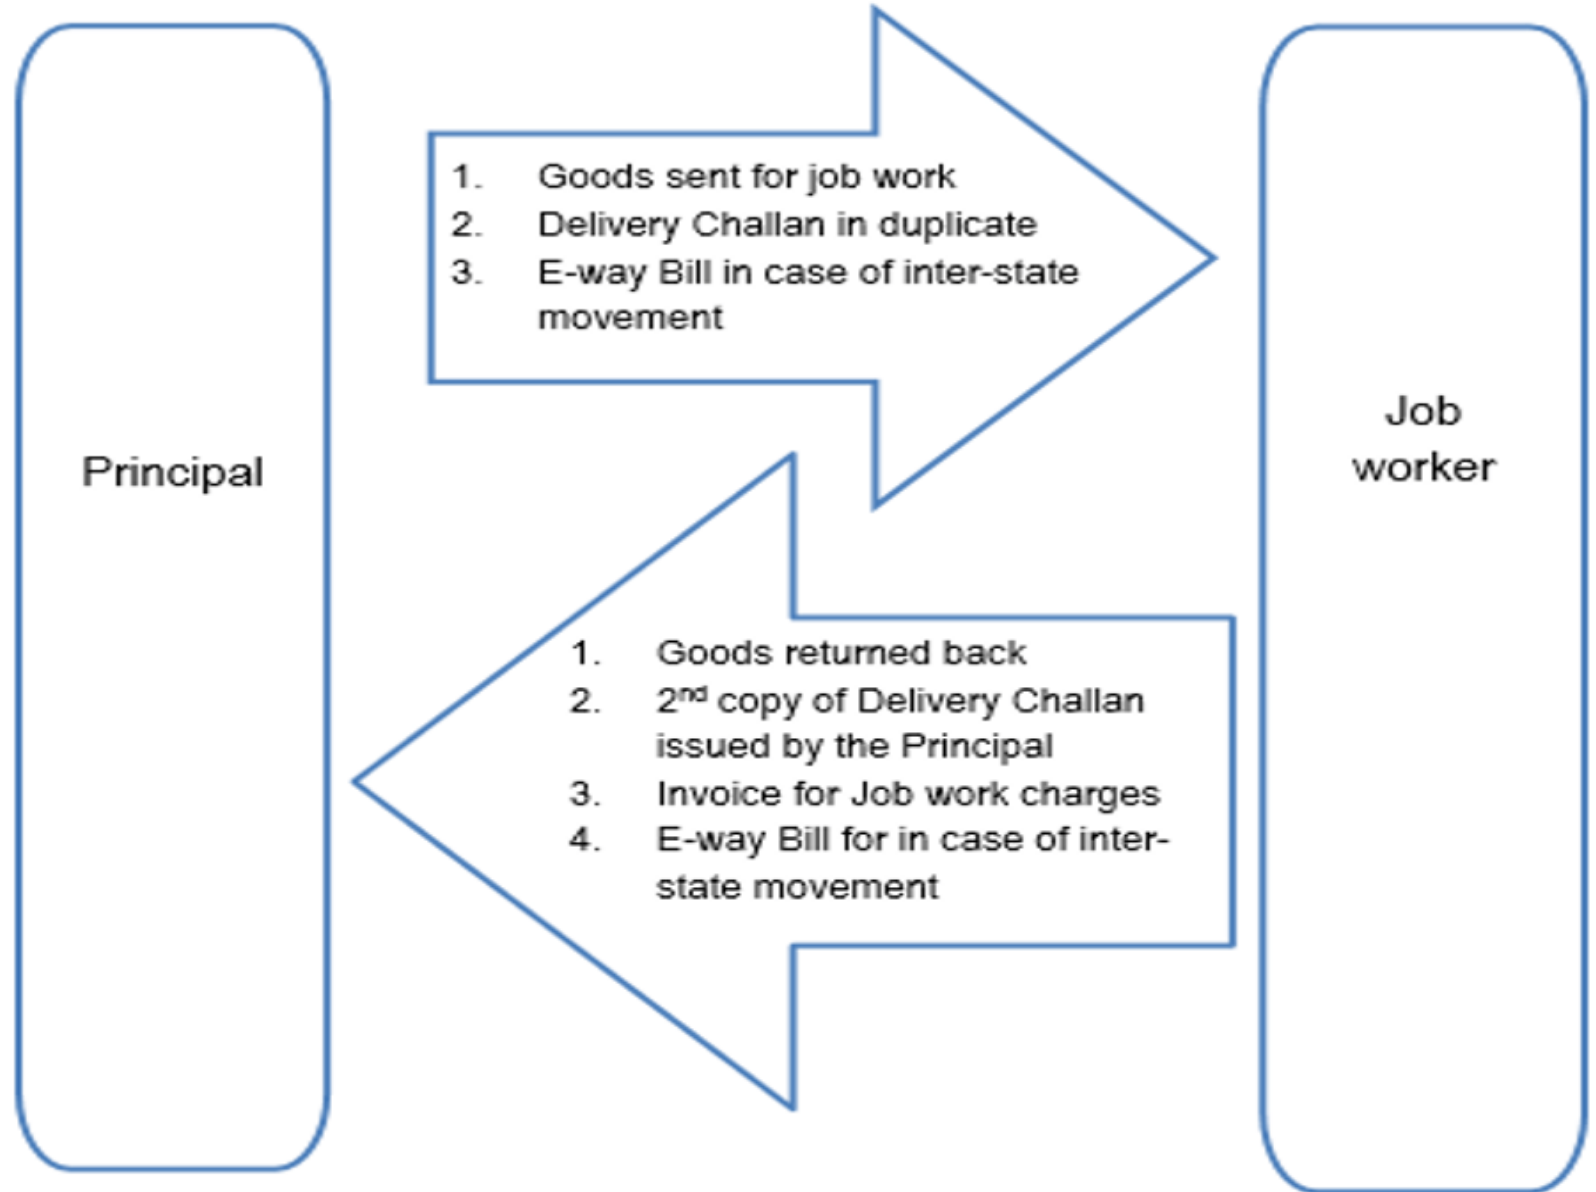 Principal
1. Goods sent for job work
2. Delivery Challan in duplicate
3. E-way Bill in case of inter-state
movement
Job
worker
1. Goods returned back
2. 2nd copy of Delivery Challan
issued by the Principal
3. Invoice for Job work charges
4. E-way Bill for in case of inter-
state movement